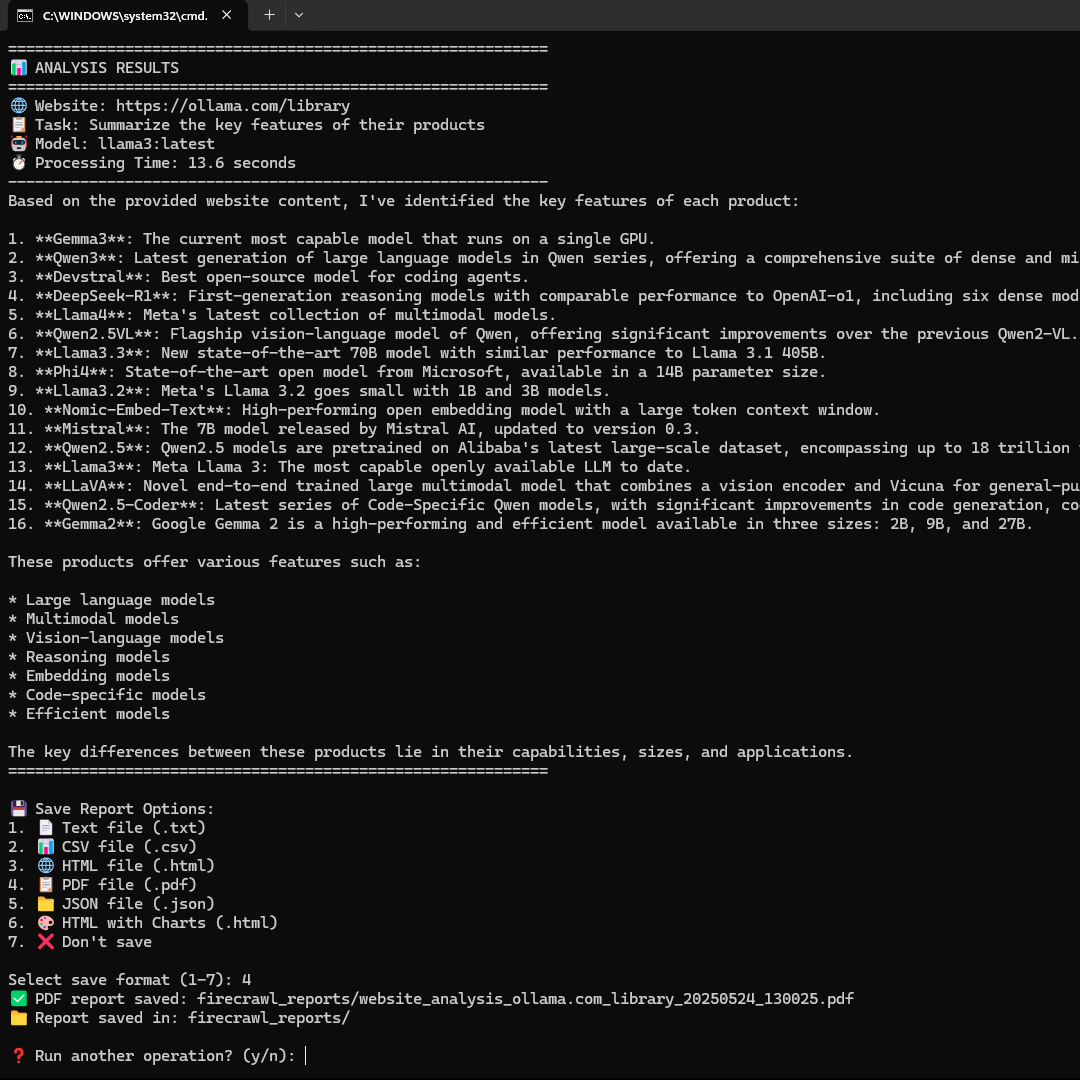 C:\WINDOWS\system32\cmd.
============================================================
📊 ANALYSIS RESULTS
============================================================
🌐 Website: https://ollama.com/library
📋 Task: Summarize the key features of their products
🤖 Model: llama3:latest
⏱️ Processing Time: 13.6 seconds
------------------------------------------------------------
Based on the provided website content, I've identified the key features of each product:
1. **Gemma3**: The current most capable model that runs on a single GPU.
2. **Qwen3**: Latest generation of large language models in Qwen series, offering a comprehensive suite of dense and mi
3. **Devstral**: Best open-source model for coding agents.
4. **DeepSeek-R1**: First-generation reasoning models with comparable performance to OpenAI-o1, including six dense mod
5. **Llama4**: Meta's latest collection of multimodal models.
6. **Qwen2.5VL**: Flagship vision-language model of Qwen, offering significant improvements over the previous Qwen2-VL.
7. **Llama3.3**: New state-of-the-art 70B model with similar performance to Llama 3.1 405B.
8. **Phi4**: State-of-the-art open model from Microsoft, available in a 14B parameter size.
9. **Llama3.2**: Meta's Llama 3.2 goes small with 1B and 3B models.
10. **Nomic-Embed-Text**: High-performing open embedding model with a large token context window.
11. **Mistral**: The 7B model released by Mistral AI, updated to version 0.3.
12. **Qwen2.5**: Qwen2.5 models are pretrained on Alibaba's latest large-scale dataset, encompassing up to 18 trillion
13. **Llama3**: Meta Llama 3: The most capable openly available LLM to date.
14. **LLaVA**: Novel end-to-end trained large multimodal model that combines a vision encoder and Vicuna for general-pu
15. **Qwen2.5-Coder**: Latest series of Code-Specific Qwen models, with significant improvements in code generation, co
16. **Gemma2**: Google Gemma 2 is a high-performing and efficient model available in three sizes: 2B, 9B, and 27B.
These products offer various features such as:
* Large language models
* Multimodal models
* Vision-language models
* Reasoning models
* Embedding models
* Code-specific models
* Efficient models
The key differences between these products lie in their capabilities, sizes, and applications.
============================================================
💾 Save Report Options:
1. 📄 Text file (.txt)
2. 📊 CSV file (.csv)
3. 🌐 HTML file (.html)
4. 📋 PDF file (.pdf)
5. 📁 JSON file (.json)
6. 🎨 HTML with Charts (.html)
7. ❌ Don't save
Select save format (1-7): 4
✅ PDF report saved: firecrawl_reports/website_analysis_ollama.com_library_20250524_130025.pdf
📁 Report saved in: firecrawl_reports/
❓ Run another operation? (y/n):